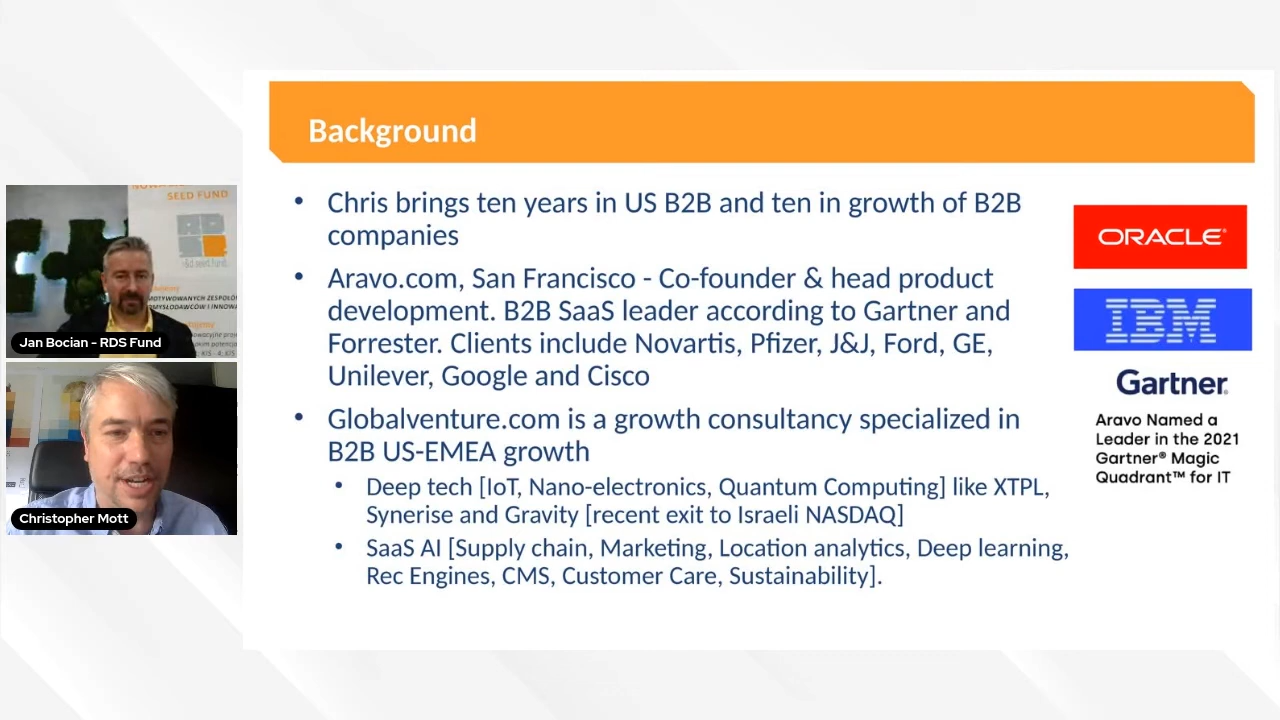 Background
• Chris brings ten years in US B2B and ten in growth of B2B
companies
• Aravo.com, San Francisco - Co-founder & head product
development. B2B SaaS leader according to Gartner and
Forrester. Clients include Novartis, Pfizer, J&J, Ford, GE,
Unilever, Google and Cisco
• Globalventure.com is a growth consultancy specialized in
B2B US-EMEA growth
• Deep tech [IoT, Nano-electronics, Quantum Computing] like XTPL,
Synerise and Gravity [recent exit to Israeli NASDAQ]
• SaaS AI [Supply chain, Marketing, Location analytics, Deep learning,
Rec Engines, CMS, Customer Care, Sustainability].
ORACLE®
IBM
Gartner®
Aravo Named a
Leader in the 2021
Gartner® Magic
Quadrant™ for IT
SEED FUND
r&d seed fund
Jan Bocian - RDS Fund
Christopher Mott